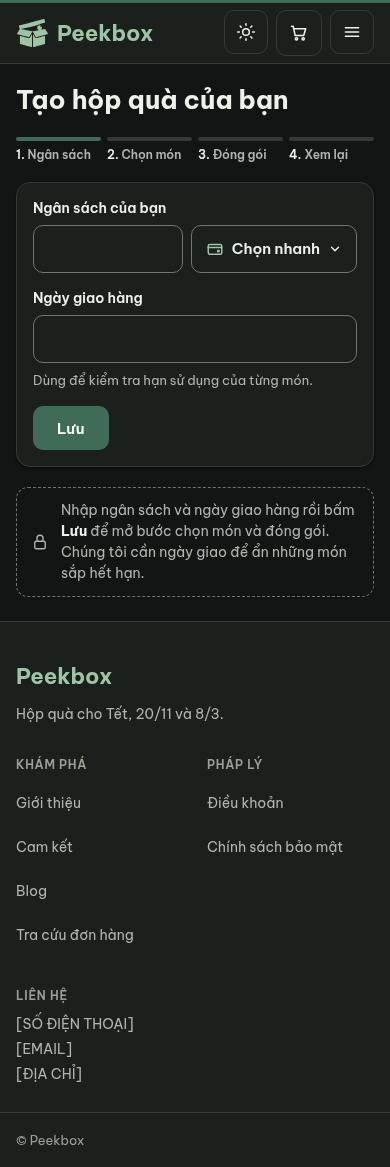 Peekbox
Tạo hộp quà của bạn
1. Ngân sách
2. Chọn món
3. Đóng gói
4. Xem lại
Ngân sách của bạn
Chọn nhanh
Ngày giao hàng
Dùng để kiểm tra hạn sử dụng của từng món.
Lưu
Nhập ngân sách và ngày giao hàng rồi bấm
Lưu để mở bước chọn món và đóng gói.
Chúng tôi cần ngày giao để ẩn những món
sắp hết hạn.
Peekbox
Hộp quà cho Tết, 20/11 và 8/3.
KHÁM PHÁ
Giới thiệu
Cam kết
Blog
Tra cứu đơn hàng
PHÁP LÝ
Điều khoản
Chính sách bảo mật
LIÊN HỆ
[SỐ ĐIỆN THOẠI]
[EMAIL]
[ĐỊA CHỈ]
© Peekbox